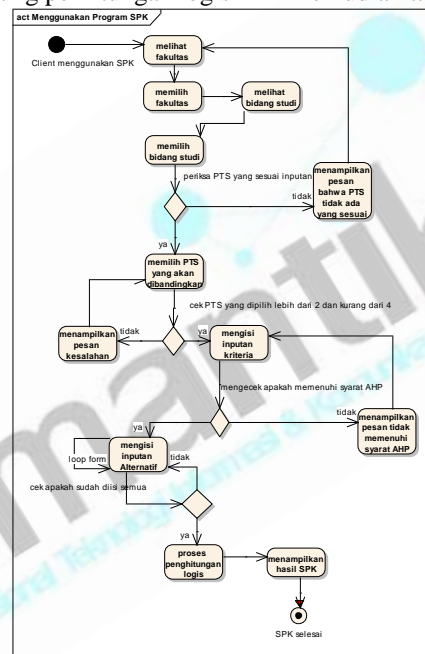 act Menggunakan Program SPK
Client menggunakan SPK
melihat
fakultas
memilih
fakultas
melihat
bidang studi
memilih
bidang studi
periksa PTS yang sesuai inputan
tidak
menampilkan
pesan
bahwa PTS
tidak ada
yang sesuai
ya
memilih PTS
yang akan
dibandingkan
cek PTS yang dipilih lebih dari 2 dan kurang dari 4
tidak
menampilkan
pesan
kesalahan
ya
mengisi
inputan
kriteria
mengecek apakah memenuhi syarat AHP
tidak
menampilkan
pesan tidak
memenuhi
syarat AHP
ya
mengisi
inputan
Alternatif
loop form
tidak
cek apakah sudah diisi semua
ya
proses
penghitungan
logis
menampilkan
hasil SPK
SPK selesai